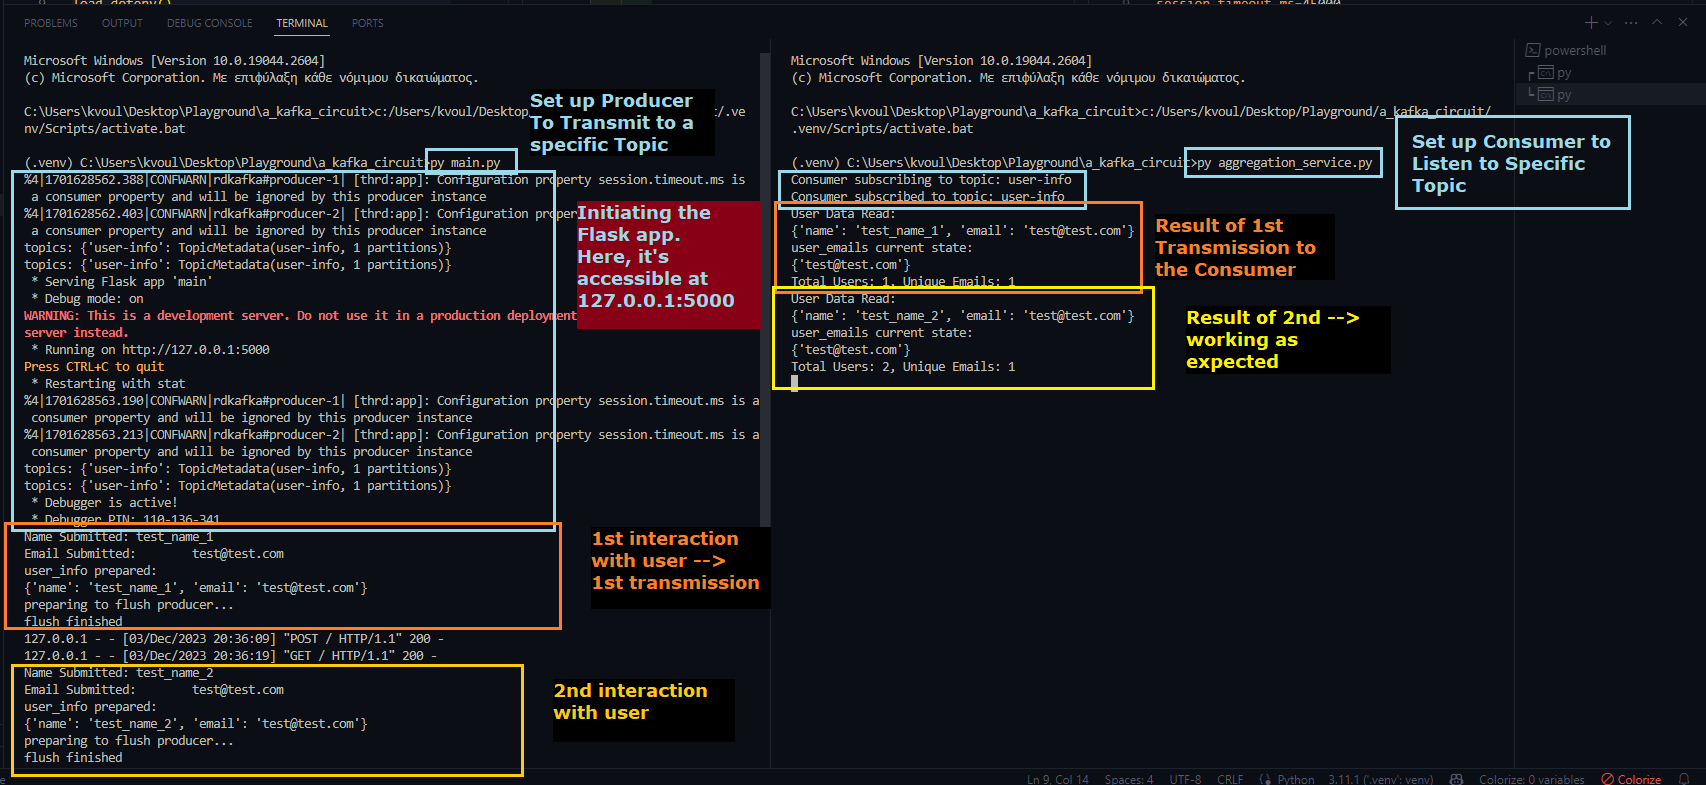 load_dotenv()
session.timeout.ms=45000
PROBLEMS OUTPUT DEBUG CONSOLE TERMINAL PORTS
Microsoft Windows [Version 10.0.19044.2604]
(c) Microsoft Corporation. Με επιφύλαξη κάθε νόμιμου δικαιώματος.
C:\Users\kvoul\Desktop\Playground\a_kafka_circuit>c:/Users/kvoul/Desktop
t/.ve
nv/Scripts/activate.bat
Set up Producer
To Transmit to a
specific Topic
(.venv) C:\Users\kvoul\Desktop\Playground\a_kafka_circuit>py main.py
%4|1701628562.388|CONFWARN|rdkafka#producer-1| [thrd:app]: Configuration property session.timeout.ms is
a consumer property and will be ignored by this producer instance
%4|1701628562.403|CONFWARN|rdkafka#producer-2| [thrd:app]: Configuration proper
a consumer property and will be ignored by this producer instance
topics: {'user-info': TopicMetadata(user-info, 1 partitions)}
topics: {'user-info': TopicMetadata(user-info, 1 partitions)}
* Serving Flask app 'main'
* Debug mode: on
WARNING: This is a development server. Do not use it in a production deployment
server instead.
* Running on http://127.0.0.1:5000
Press CTRL+C to quit
* Restarting with stat
%4|1701628563.190|CONFWARN|rdkafka#producer-1| [thrd:app]: Configuration property session.timeout.ms is a
consumer property and will be ignored by this producer instance
%4|1701628563.213|CONFWARN|rdkafka#producer-2| [thrd:app]: Configuration property session.timeout.ms is a
consumer property and will be ignored by this producer instance
topics: {'user-info': TopicMetadata(user-info, 1 partitions)}
topics: {'user-info': TopicMetadata(user-info, 1 partitions)}
* Debugger is active!
* Debugger PIN: 110-136-341
Initiating the
Flask app.
Here, it's
accessible at
127.0.0.1:5000
Name Submitted: test_name_1
Email Submitted: test@test.com
user_info prepared:
{'name': 'test_name_1', 'email': 'test@test.com'}
preparing to flush producer...
flush finished
1st interaction
with user -->
1st transmission
127.0.0.1 - - [03/Dec/2023 20:36:09] "POST / HTTP/1.1" 200 -
127.0.0.1 - - [03/Dec/2023 20:36:19] "GET / HTTP/1.1" 200 -
Name Submitted: test_name_2
Email Submitted: test@test.com
user_info prepared:
{'name': 'test_name_2', 'email': 'test@test.com'}
preparing to flush producer...
flush finished
2nd interaction
with user
Microsoft Windows [Version 10.0.19044.2604]
(c) Microsoft Corporation. Με επιφύλαξη κάθε νόμιμου δικαιώματος.
C:\Users\kvoul\Desktop\Playground\a_kafka_circuit>c:/Users/kvoul/Desktop/Playground/a_kafka_circuit/
.venv/Scripts/activate.bat
(.venv) C:\Users\kvoul\Desktop\Playground\a_kafka_circuit>py aggregation_service.py
Set up Consumer to
Listen to Specific
Topic
Consumer subscribing to topic: user-info
Consumer subscribed to topic: user-info
User Data Read:
{'name': 'test_name_1', 'email': 'test@test.com'}
user_emails current state:
{'test@test.com'}
Total Users: 1, Unique Emails: 1
Result of 1st
Transmission to
the Consumer
User Data Read:
{'name': 'test_name_2', 'email': 'test@test.com'}
user_emails current state:
{'test@test.com'}
Total Users: 2, Unique Emails: 1
Result of 2nd -->
working as
expected
powershell
py
py
Ln 9, Col 14 Spaces: 4 UTF-8 CRLF Python 3.11.1 ('.venv': venv) Colorize: 0 variables Colorize